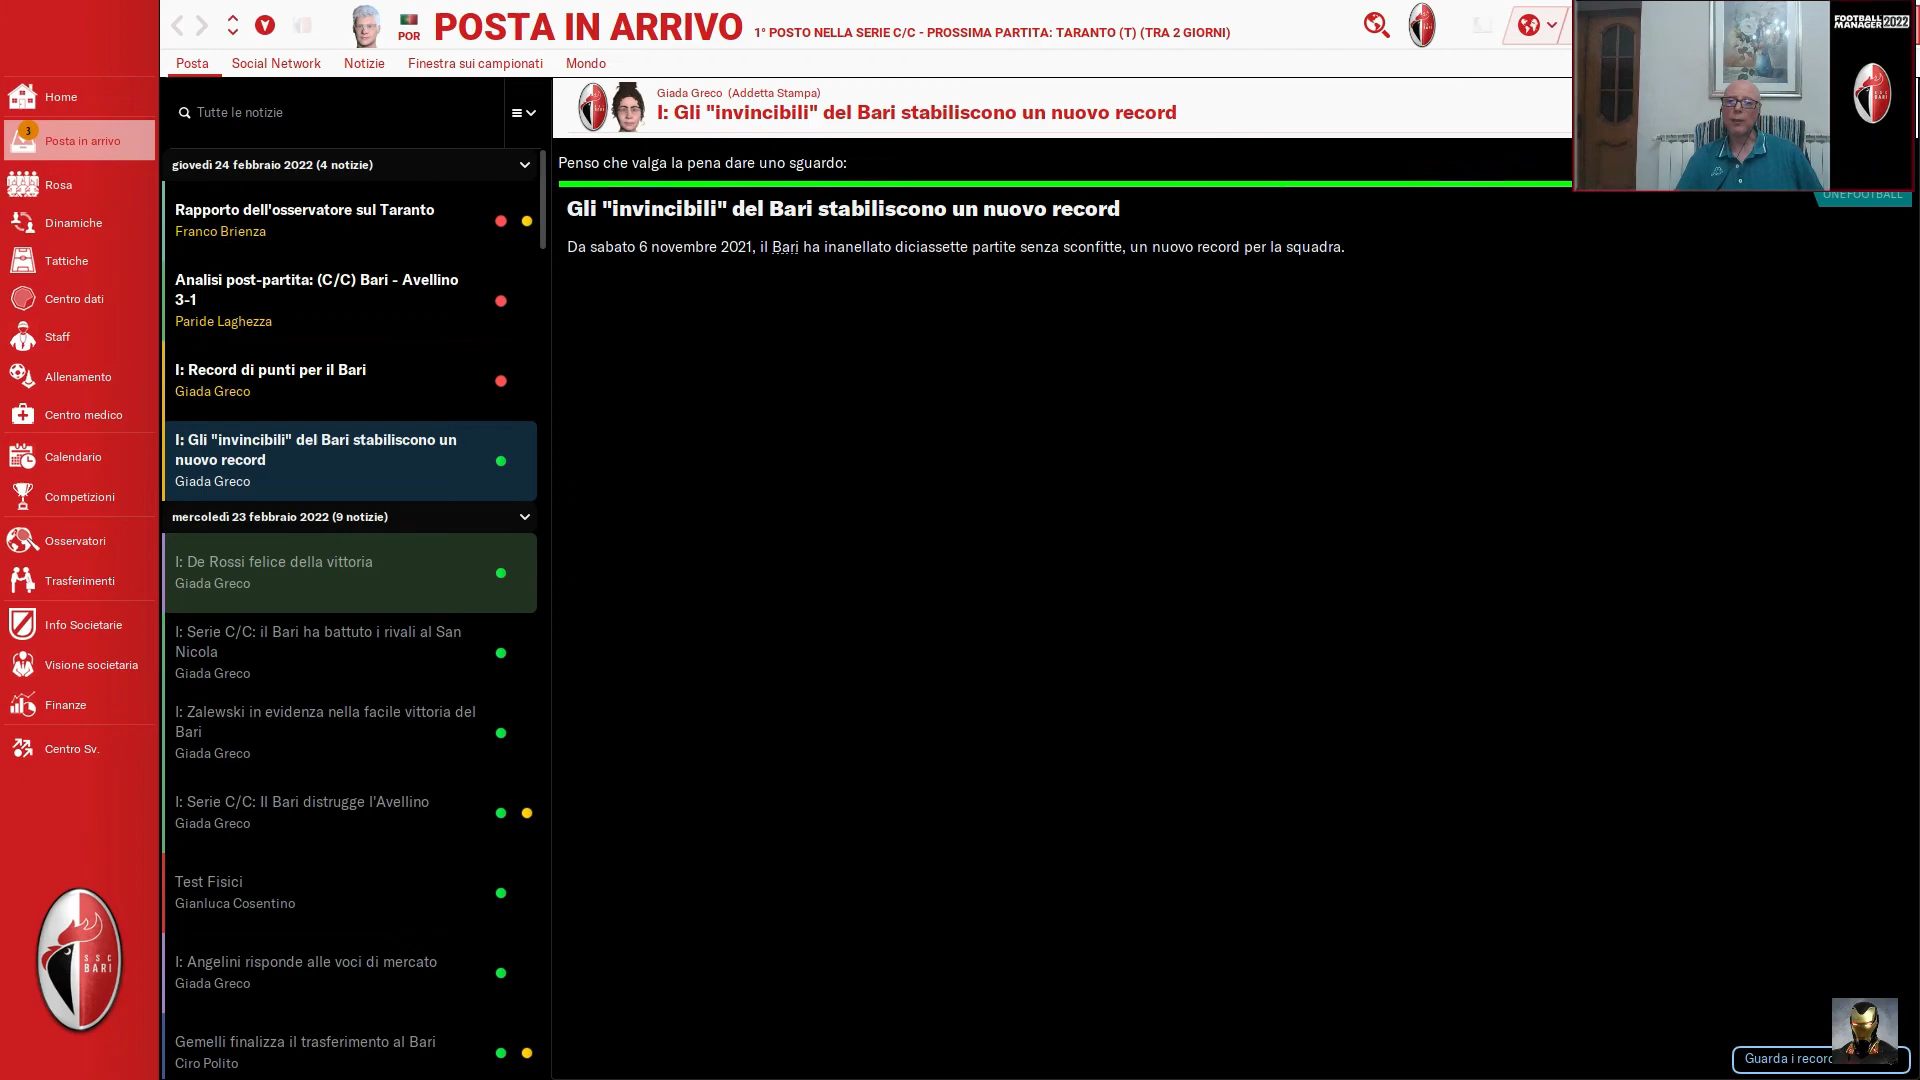 POR
POSTA IN ARRIVO
1° POSTO NELLA SERIE C/C - PROSSIMA PARTITA: TARANTO (T) (TRA 2 GIORNI)
FOOTBALL
MANAGER 2022
Posta
Social Network
Notizie
Finestra sui campionati
Mondo
Home
3
Posta in arrivo
Rosa
Dinamiche
Tattiche
Centro dati
Staff
Allenamento
Centro medico
Calendario
Competizioni
Osservatori
Trasferimenti
Info Societarie
Visione societaria
Finanze
Centro Sv.
SSC
BARI
Tutte le notizie
giovedì 24 febbraio 2022 (4 notizie)
Rapporto dell'osservatore sul Taranto
Franco Brienza
Analisi post-partita: (C/C) Bari - Avellino
3-1
Paride Laghezza
I: Record di punti per il Bari
Giada Greco
I: Gli "invincibili" del Bari stabiliscono un
nuovo record
Giada Greco
mercoledì 23 febbraio 2022 (9 notizie)
I: De Rossi felice della vittoria
Giada Greco
I: Serie C/C: il Bari ha battuto i rivali al San
Nicola
Giada Greco
I: Zalewski in evidenza nella facile vittoria del
Bari
Giada Greco
I: Serie C/C: Il Bari distrugge l'Avellino
Giada Greco
Test Fisici
Gianluca Cosentino
I: Angelini risponde alle voci di mercato
Giada Greco
Gemelli finalizza il trasferimento al Bari
Ciro Polito
Giada Greco (Addetta Stampa)
I: Gli "invincibili" del Bari stabiliscono un nuovo record
Penso che valga la pena dare uno sguardo:
ONEFOOTBALL
Gli "invincibili" del Bari stabiliscono un nuovo record
Da sabato 6 novembre 2021, il Bari ha inanellato diciassette partite senza sconfitte, un nuovo record per la squadra.
Guarda i recor